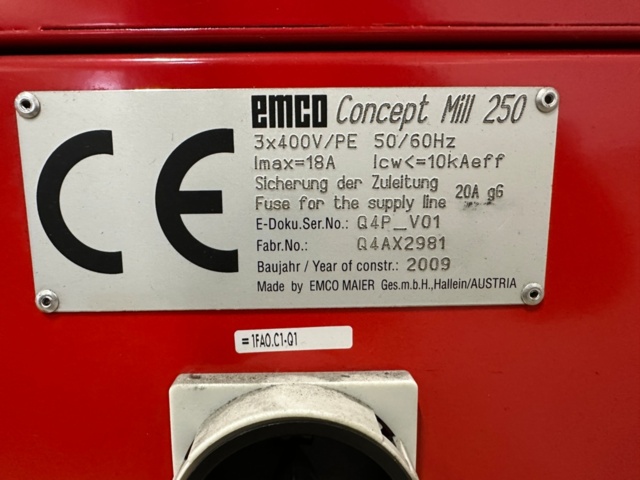 CE
emco Concept Mill 250
3x400V/PE 50/60Hz
Imax=18A Icw<=10kAeff
Sicherung der Zuleitung
Fuse for the supply line 20A gG
E-Doku.Ser.No.: Q4P_V01
Fabr.No.: Q4AX2981
Baujahr / Year of constr.: 2009
Made by EMCO MAIER Ges.m.b.H., Hallein/AUSTRIA
=1FA0.C1-Q1